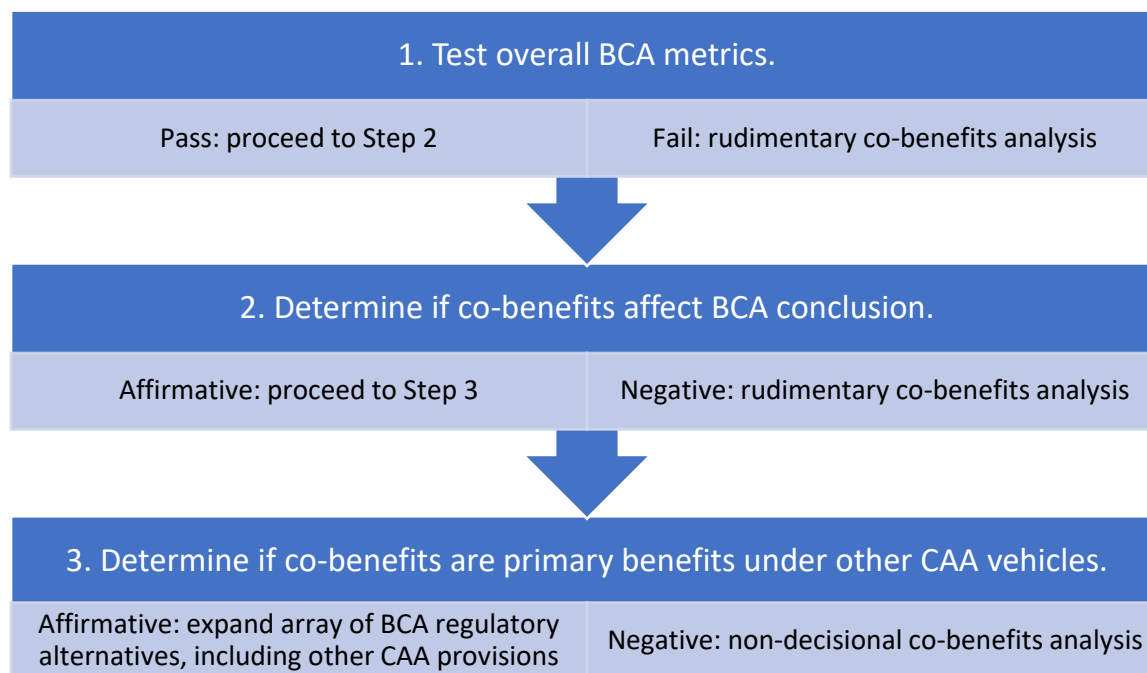 1. Test overall BCA metrics.
Pass: proceed to Step 2
Fail: rudimentary co-benefits analysis
2. Determine if co-benefits affect BCA conclusion.
Affirmative: proceed to Step 3
Negative: rudimentary co-benefits analysis
3. Determine if co-benefits are primary benefits under other CAA vehicles.
Affirmative: expand array of BCA regulatory
alternatives, including other CAA provisions
Negative: non-decisional co-benefits analysis